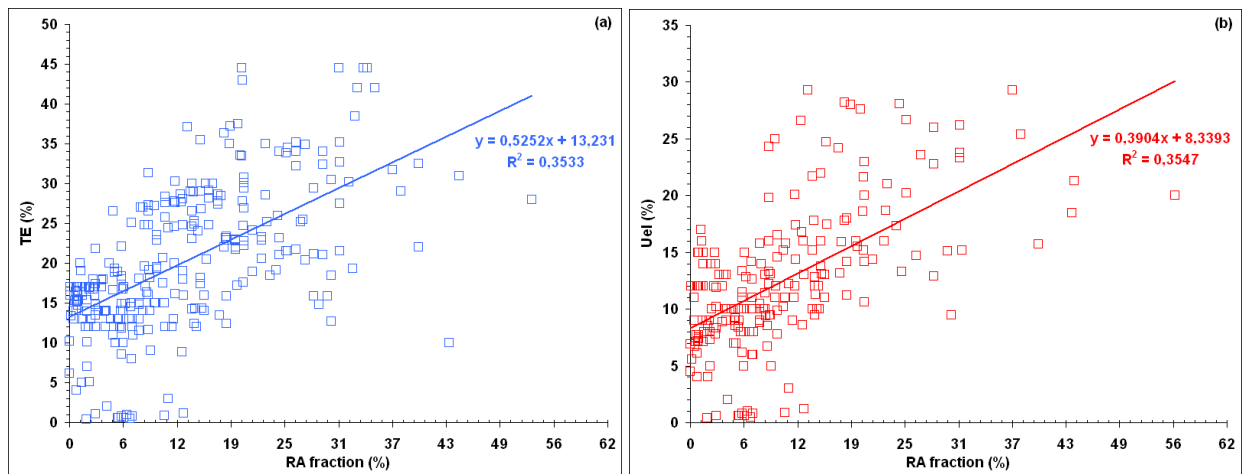 (a)
50
45
40
35
30
25
20
15
10
5
0
TE (%)
y = 0,5252x + 13,231
R² = 0,3533
0 6 12 19 25 31 37 43 49 56 62
RA fraction (%)
(b)
35
30
25
20
15
10
5
0
Uel (%)
y = 0,3904x + 8,3393
R² = 0,3547
0 6 12 19 25 31 37 43 49 56 62
RA fraction (%)